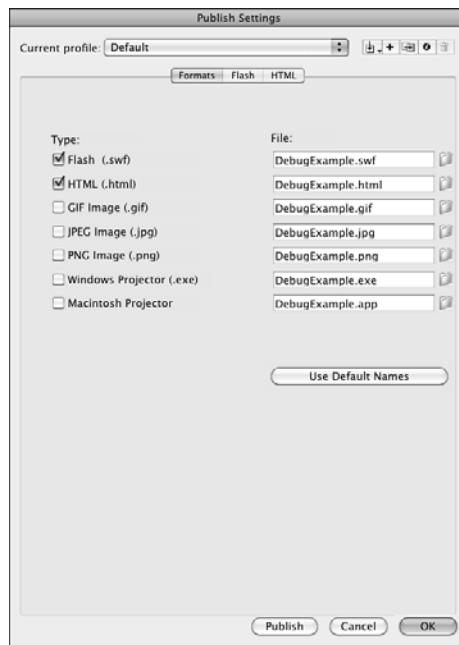 Publish Settings
Current profile: Default
Formats Flash HTML
Type: File:
Flash (.swf) DebugExample.swf
HTML (.html) DebugExample.html
GIF Image (.gif) DebugExample.gif
JPEG Image (.jpg) DebugExample.jpg
PNG Image (.png) DebugExample.png
Windows Projector (.exe) DebugExample.exe
Macintosh Projector DebugExample.app
Use Default Names
Publish Cancel OK